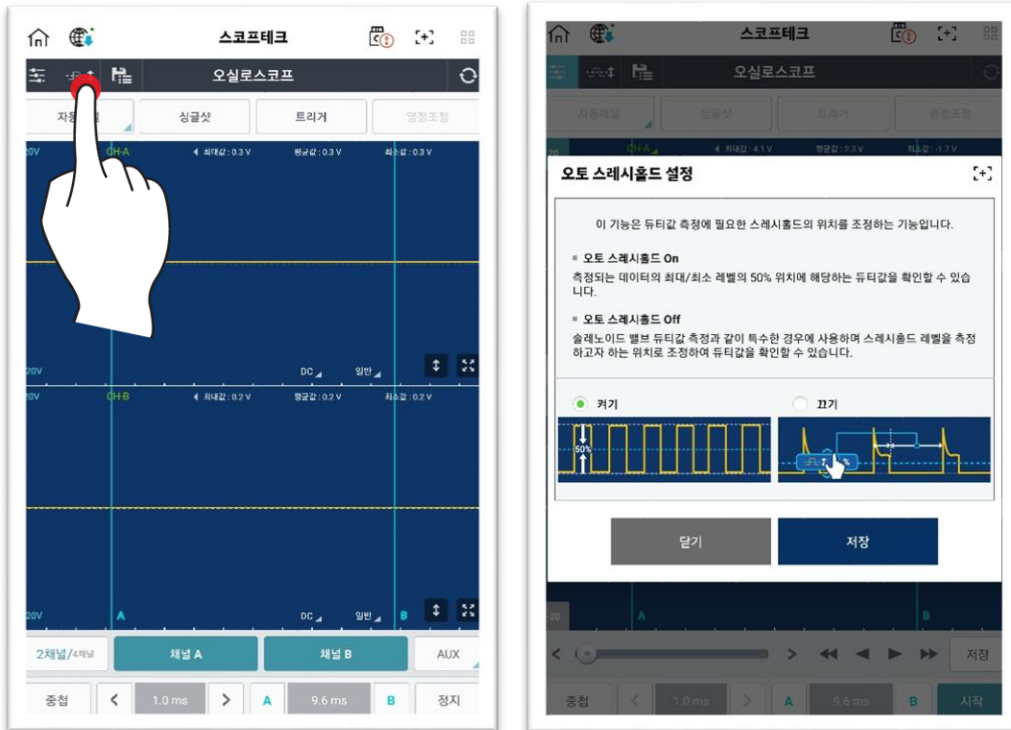 스코프테크
오실로스코프
싱글샷
트리거
영점조정
CH-A
최대값 : 0.3 V
평균값 : 0.3 V
최소값 : 0.3 V
20V
DC
일반
CH-B
최대값 : 0.2 V
평균값 : 0.2 V
최소값 : 0.2 V
20V
A
DC
일반
B
2채널/4채널
채널 A
채널 B
AUX
중첩
<
1.0 ms
>
A
9.6 ms
B
정지
스코프테크
오실로스코프
자동채널
싱글샷
트리거
영점조정
CH-A
최대값 : 4.1 V
평균값 : 2.3 V
최소값 : -1.7 V
오토 스레시홀드 설정
[+]
이 기능은 듀티값 측정에 필요한 스레시홀드의 위치를 조정하는 기능입니다.
오토 스레시홀드 On
측정되는 데이터의 최대/최소 레벨의 50% 위치에 해당하는 듀티값을 확인할 수 있습
니다.
오토 스레시홀드 Off
솔레노이드 밸브 듀티값 측정과 같이 특수한 경우에 사용하며 스레시홀드 레벨을 측정
하고자 하는 위치로 조정하여 듀티값을 확인할 수 있습니다.
켜기
끄기
50%
%
닫기
저장
-20
A
B
<
>
저장
중첩
<
1.0 ms
>
A
9.6 ms
B
시작